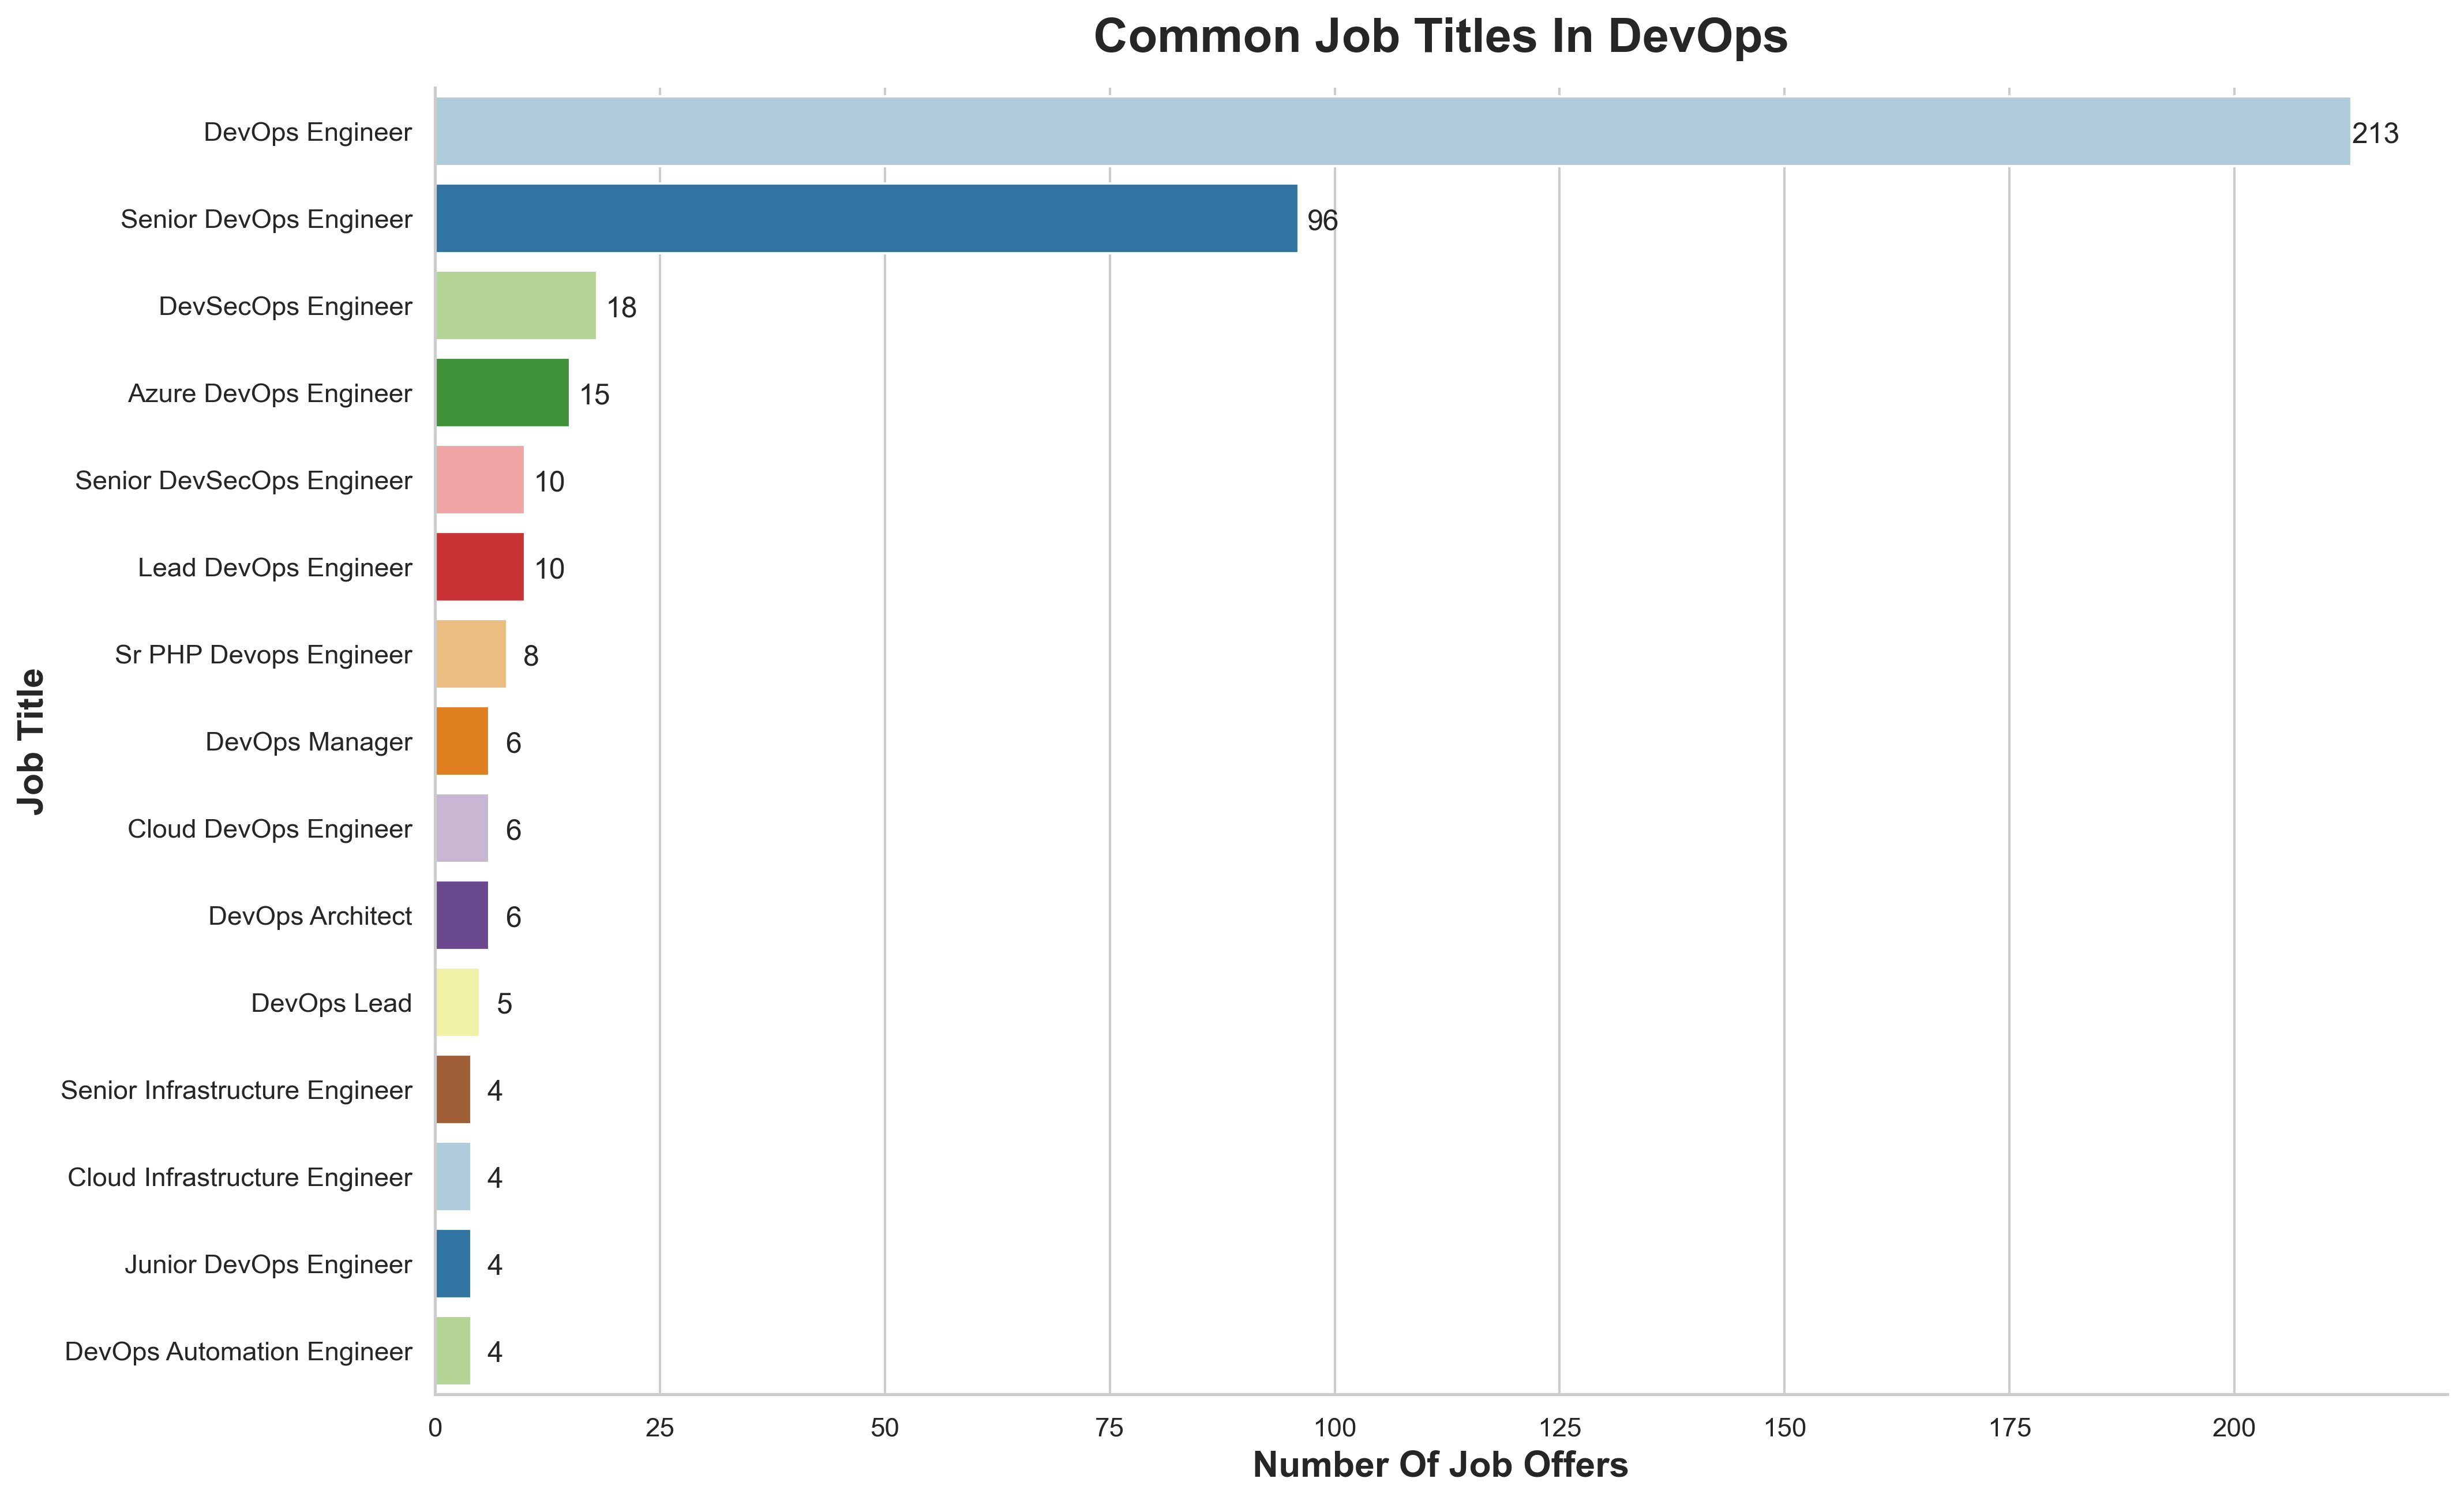 Common Job Titles In DevOps
Job Title
DevOps Engineer 213
Senior DevOps Engineer 96
DevSecOps Engineer 18
Azure DevOps Engineer 15
Senior DevSecOps Engineer 10
Lead DevOps Engineer 10
Sr PHP Devops Engineer 8
DevOps Manager 6
Cloud DevOps Engineer 6
DevOps Architect 6
DevOps Lead 5
Senior Infrastructure Engineer 4
Cloud Infrastructure Engineer 4
Junior DevOps Engineer 4
DevOps Automation Engineer 4
0 25 50 75 100 125 150 175 200
Number Of Job Offers